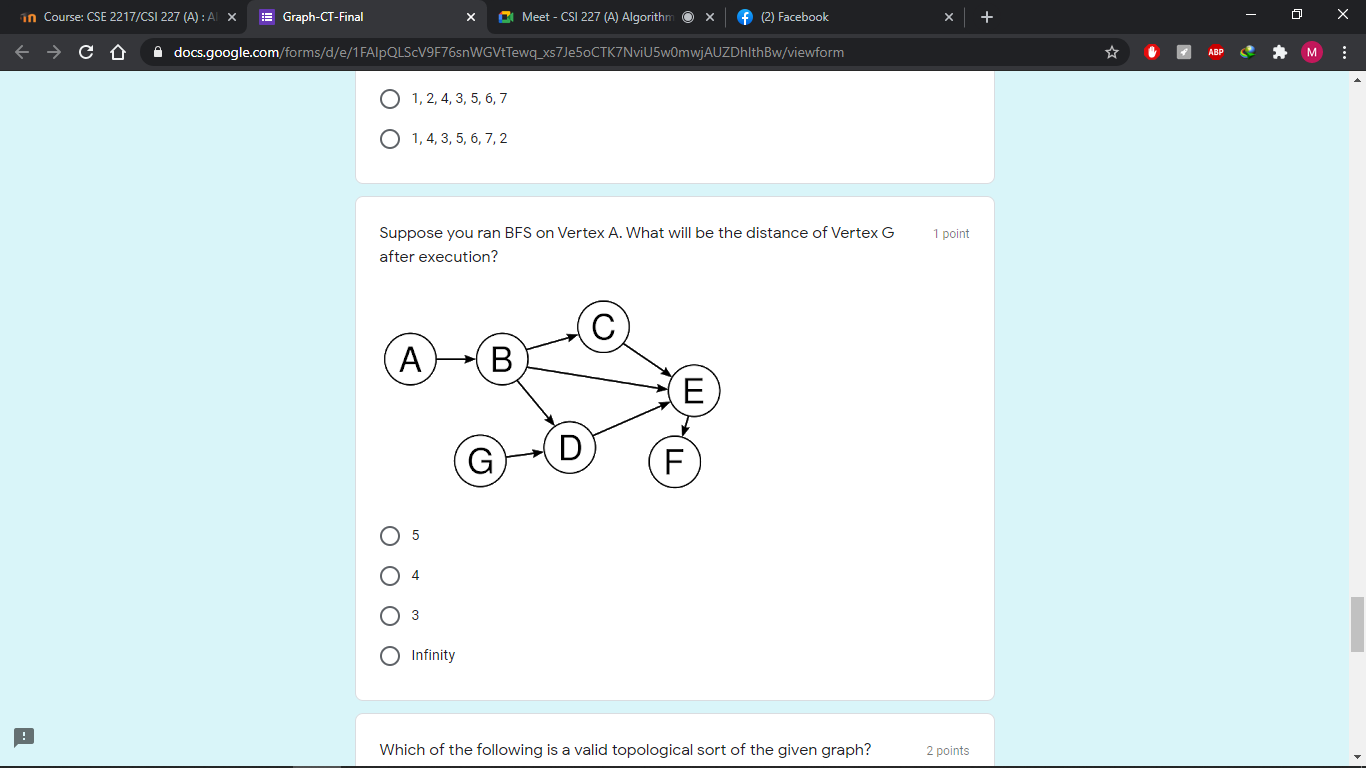 Course: CSE 2217/CSI 227 (A) : Al
Graph-CT-Final
Meet - CSI 227 (A) Algorithm
(2) Facebook
docs.google.com/forms/d/e/1FAIpQLScV9F76snWGVtTewq_xs7Je5oCTK7NviU5w0mwjAUZDhlthBw/viewform
ABP
M
1, 2, 4, 3, 5, 6, 7
1, 4, 3, 5, 6, 7, 2
Suppose you ran BFS on Vertex A. What will be the distance of Vertex G
after execution?
1 point
C
A
B
E
D
G
F
5
4
3
Infinity
Which of the following is a valid topological sort of the given graph?
2 points